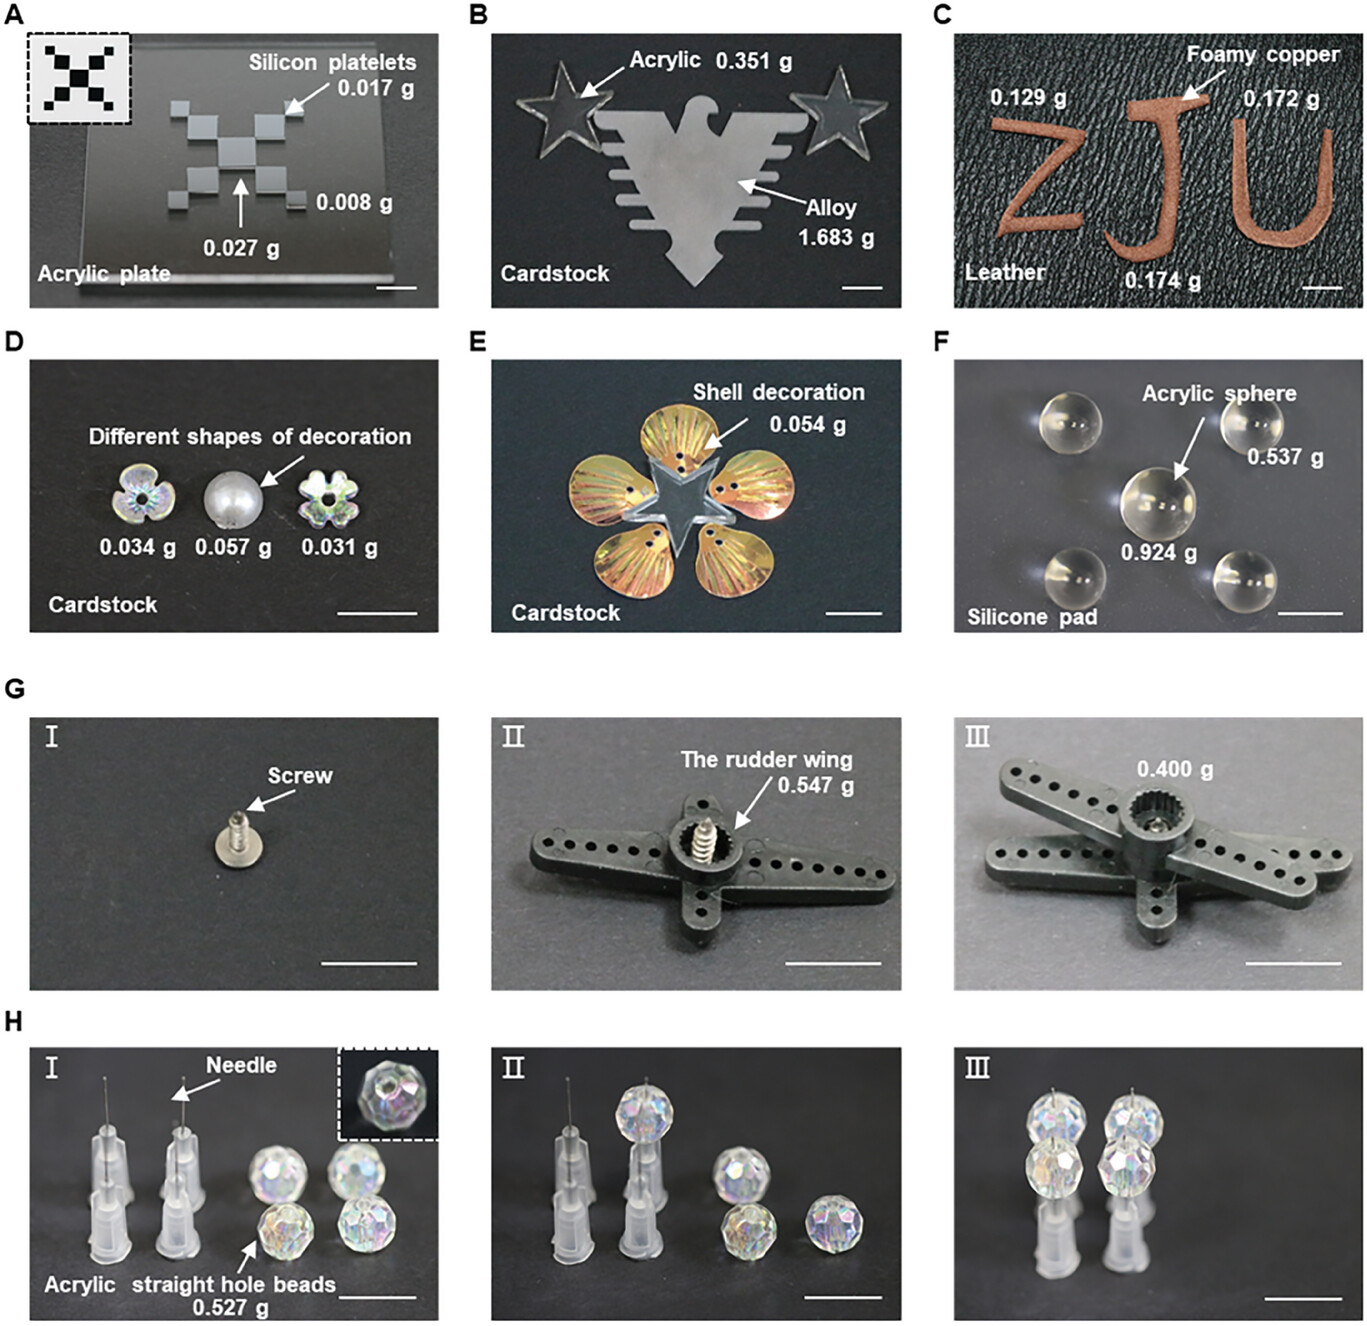 A
Silicon platelets
0.017 g
0.008 g
0.027 g
Acrylic plate
B
Acrylic 0.351 g
Alloy
1.683 g
Cardstock
C
Foamy copper
0.129 g
0.172 g
ZJU
Leather
0.174 g
D
Different shapes of decoration
0.034 g 0.057 g 0.031 g
Cardstock
E
Shell decoration
0.054 g
Cardstock
F
Acrylic sphere
0.537 g
0.924 g
Silicone pad
G
I
Screw
II
The rudder wing
0.547 g
III
0.400 g
H
I
Needle
Acrylic straight hole beads
0.527 g
II
III